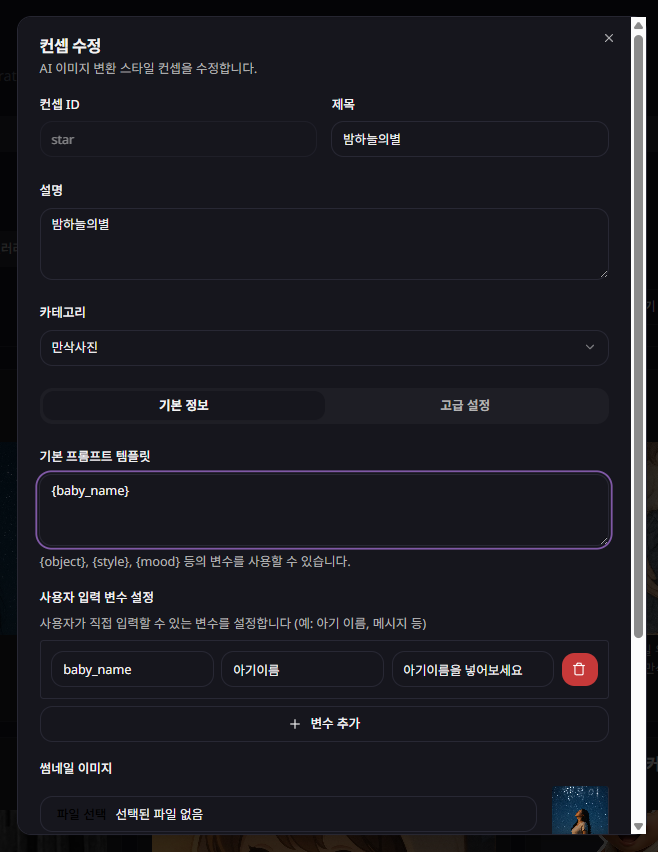 컨셉 수정
AI 이미지 변환 스타일 컨셉을 수정합니다.
컨셉 ID
제목
star
밤하늘의별
설명
밤하늘의별
카테고리
만삭사진
기본 정보
고급 설정
기본 프롬프트 템플릿
{baby_name}
{object}, {style}, {mood} 등의 변수를 사용할 수 있습니다.
사용자 입력 변수 설정
사용자가 직접 입력할 수 있는 변수를 설정합니다 (예: 아기 이름, 메시지 등)
baby_name
아기이름
아기이름을 넣어보세요
+ 변수 추가
썸네일 이미지
파일 선택 선택된 파일 없음